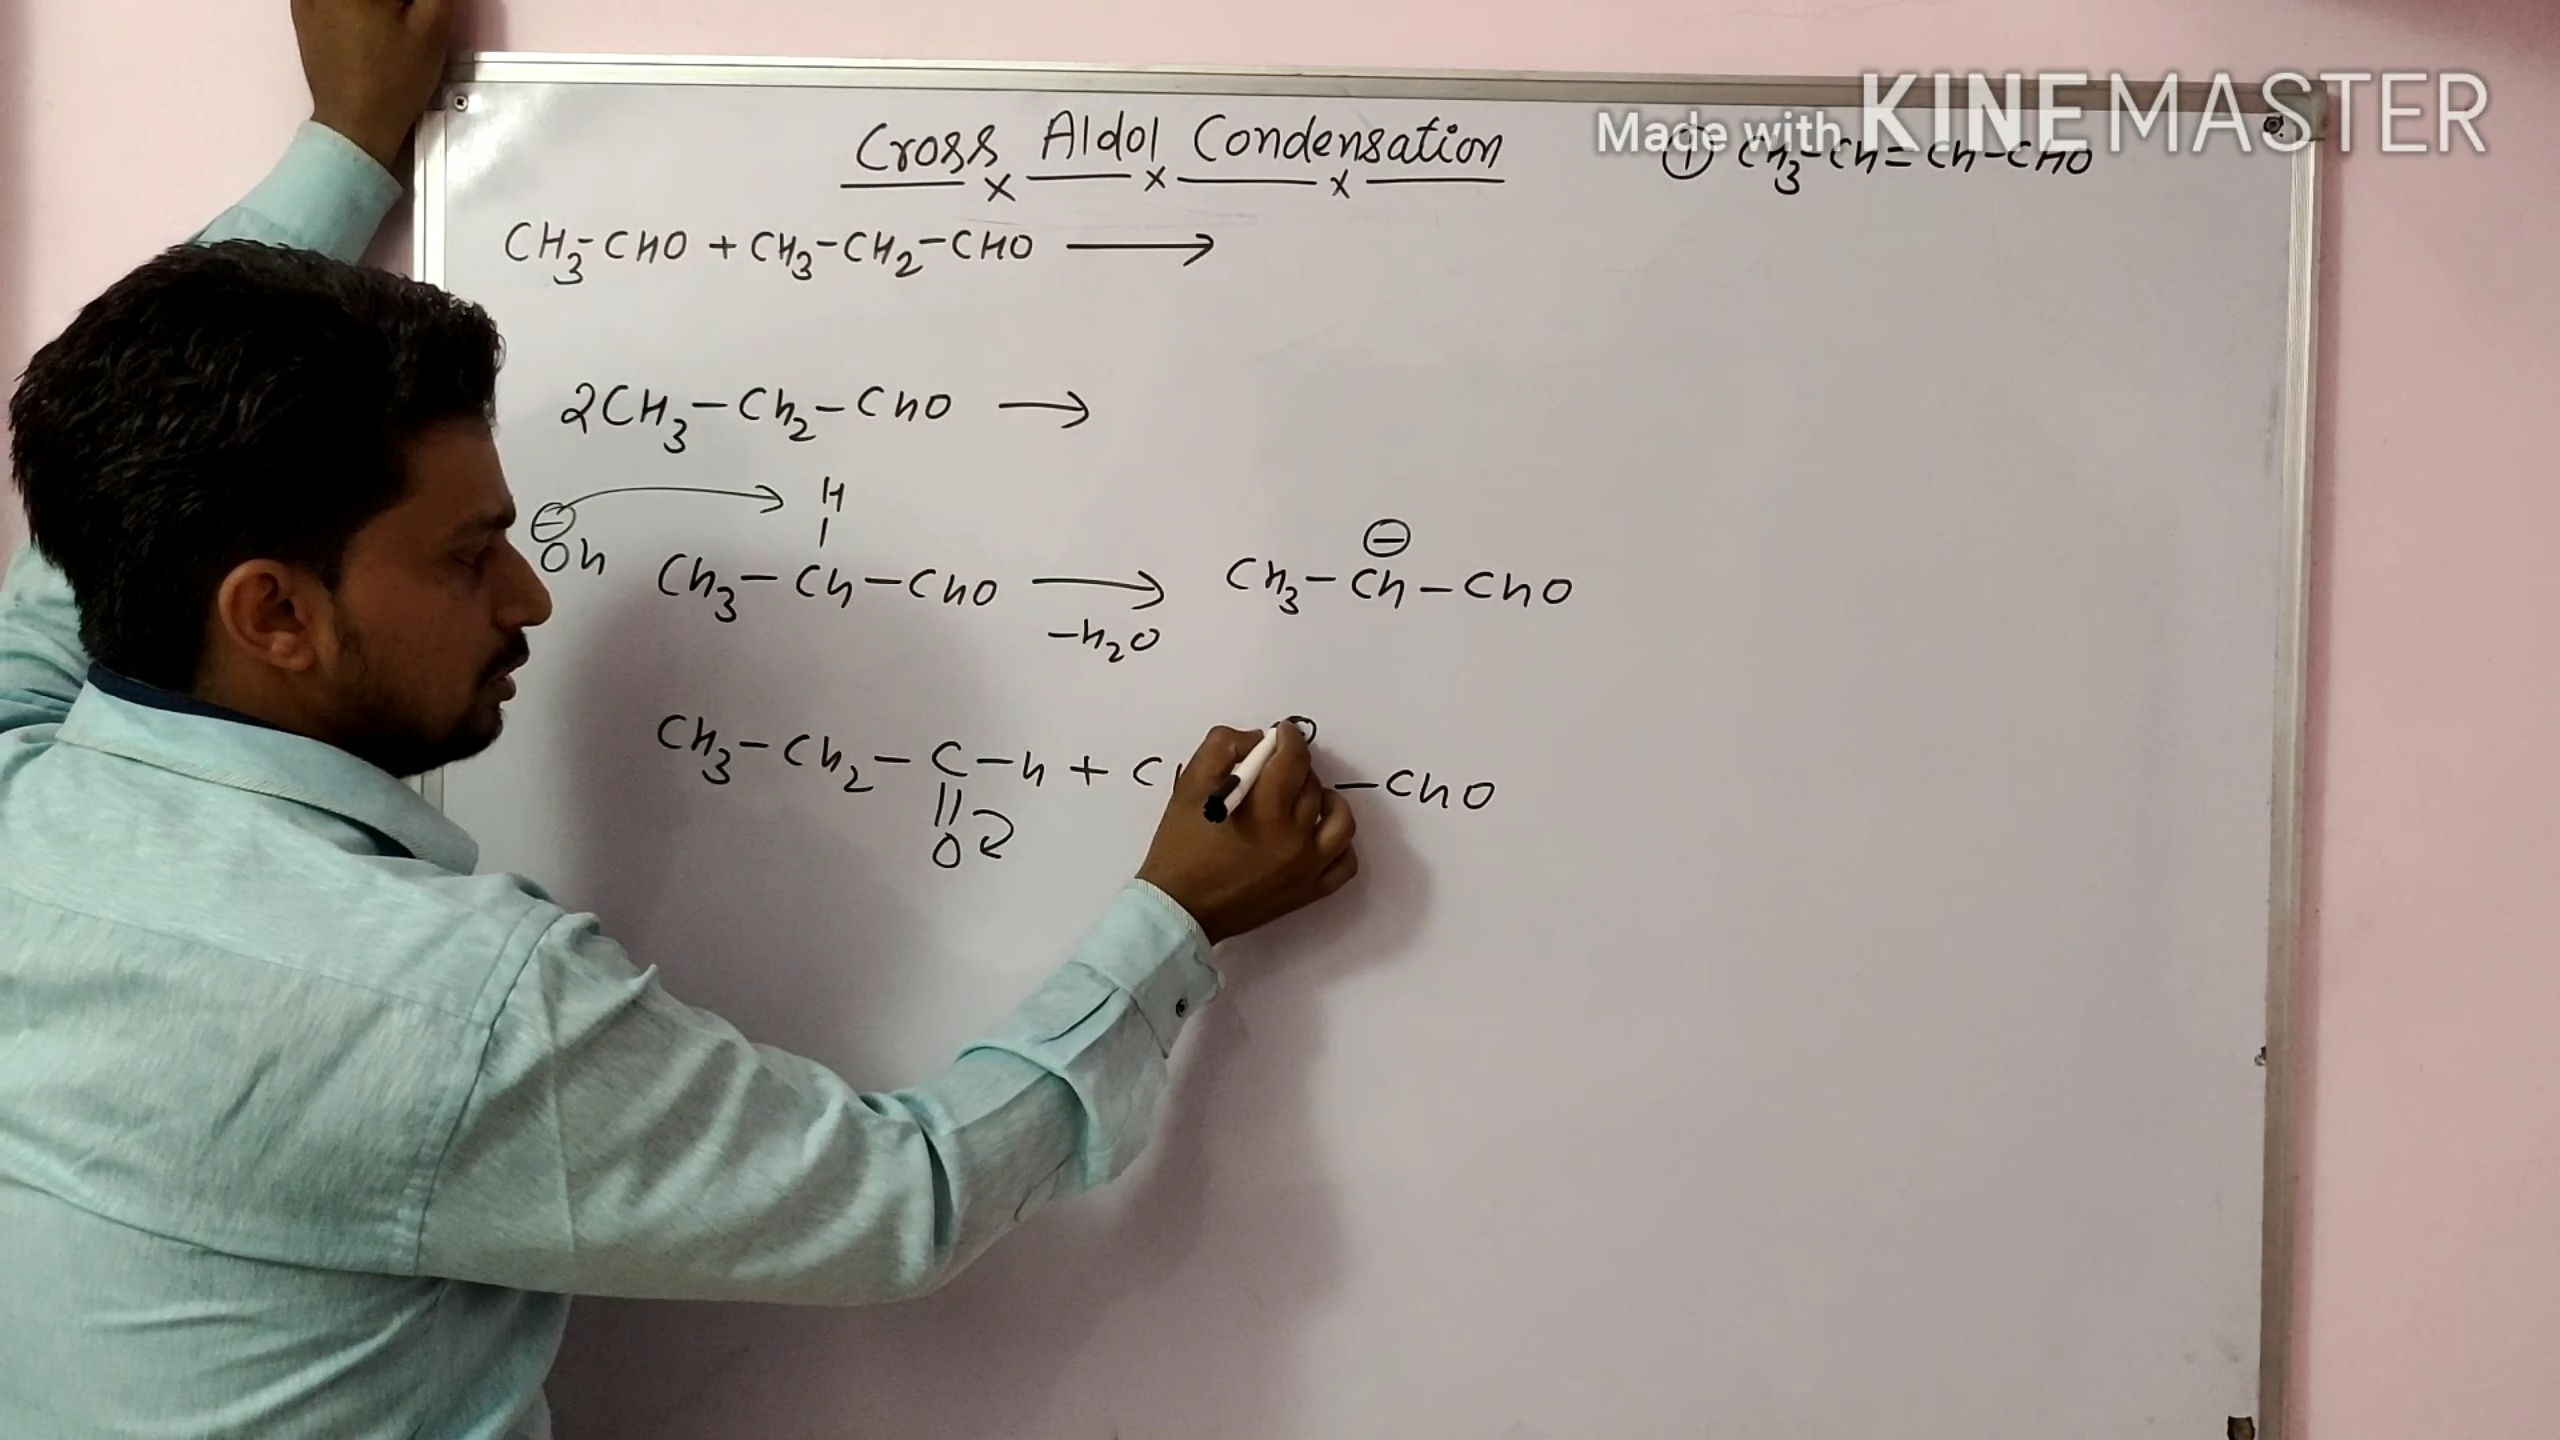 Made with KINEMASTER
Cross Aldol Condensation
① CH3-CH=CH-CHO
CH3-CHO + CH3-CH2-CHO ⟶
2CH3-CH2-CHO ⟶
H
⊖ ⊖
OH CH3-CH-CHO ⟶ CH3-CH-CHO
-H2O
CH3-CH2-C-H + C -CHO
||
O